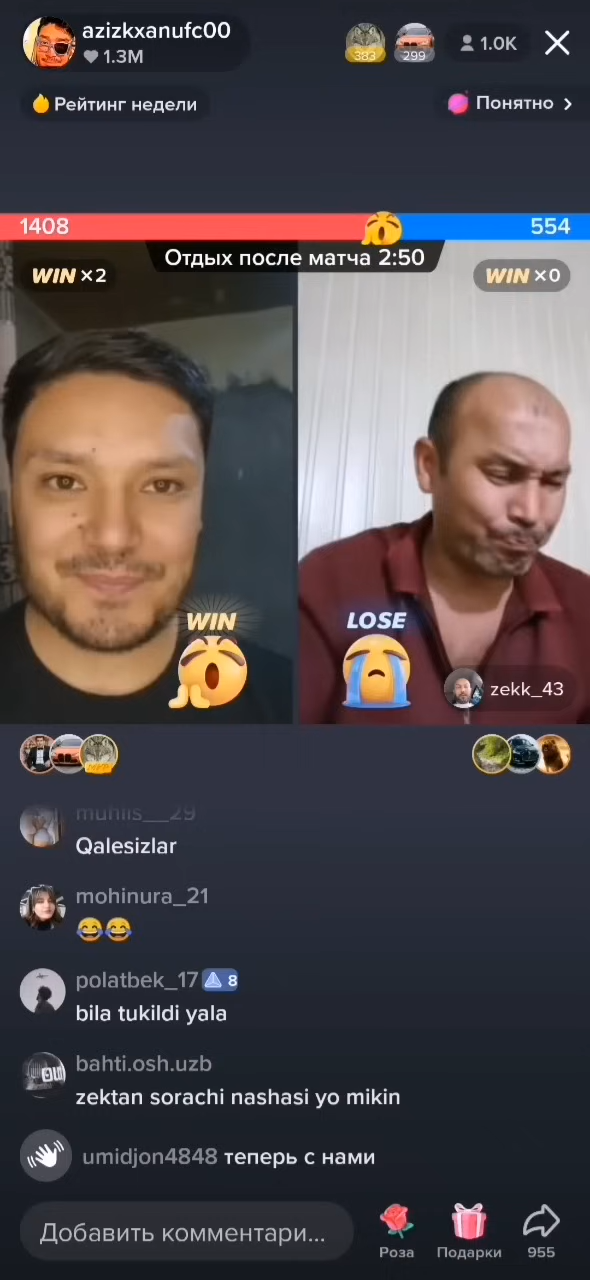 azizkxanufc00
1.3M
383
299
1.0K
Рейтинг недели
Понятно
1408
554
Отдых после матча 2:50
WIN ×2
WIN ×0
WIN
LOSE
zekk_43
muhlis__29
Qalesizlar
mohinura_21
😂😂
polatbek_17 8
bila tukildi yala
bahti.osh.uzb
zektan sorachi nashasi yo mikin
umidjon4848 теперь с нами
Добавить комментари...
Роза
Подарки
955